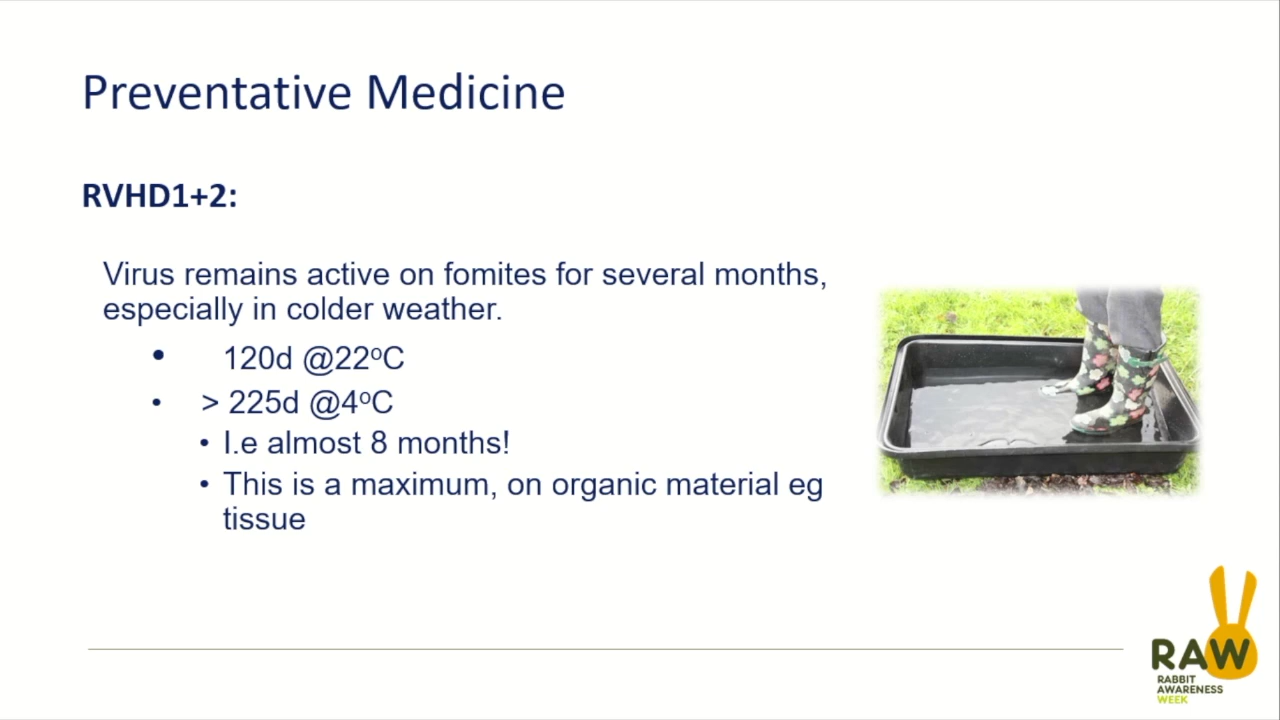 Preventative Medicine
RVHD1+2:
Virus remains active on fomites for several months,
especially in colder weather.
• 120d @22ºC
• > 225d @4ºC
• I.e almost 8 months!
• This is a maximum, on organic material eg
tissue
RAW
RABBIT
AWARENESS
WEEK